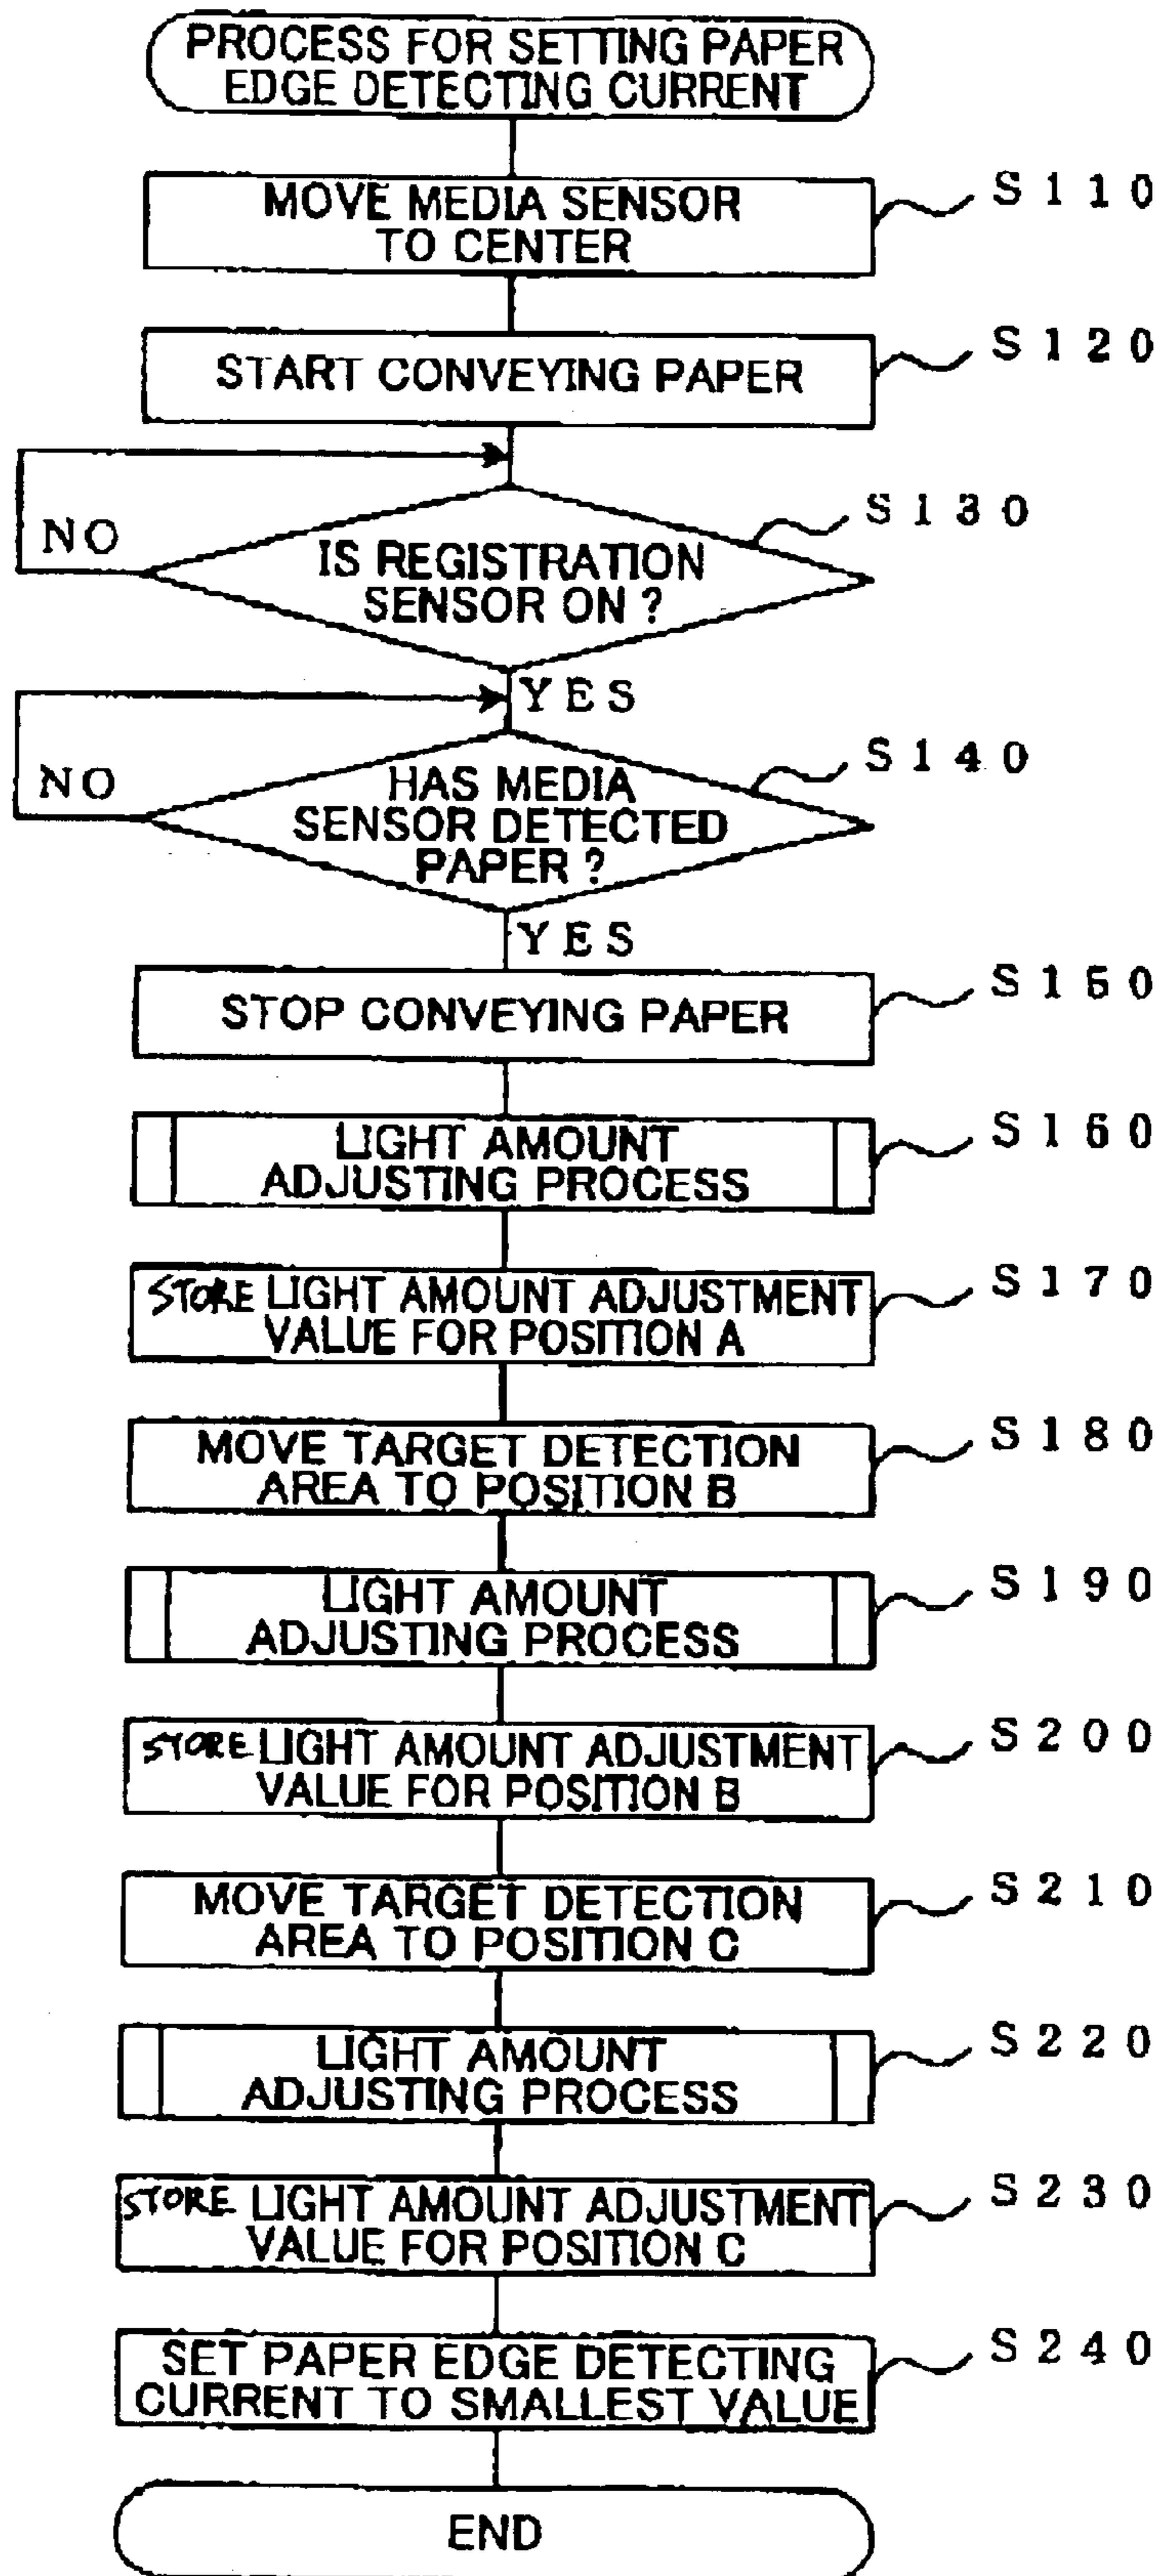 PROCESS FOR SETTING PAPER
EDGE DETECTING CURRENT
MOVE MEDIA SENSOR
TO CENTER
S110
START CONVEYING PAPER
S120
NO
IS REGISTRATION
SENSOR ON ?
S130
YES
NO
HAS MEDIA
SENSOR DETECTED
PAPER ?
S140
YES
STOP CONVEYING PAPER
S150
LIGHT AMOUNT
ADJUSTING PROCESS
S160
STORE LIGHT AMOUNT ADJUSTMENT
VALUE FOR POSITION A
S170
MOVE TARGET DETECTION
AREA TO POSITION B
S180
LIGHT AMOUNT
ADJUSTING PROCESS
S190
STORE LIGHT AMOUNT ADJUSTMENT
VALUE FOR POSITION B
S200
MOVE TARGET DETECTION
AREA TO POSITION C
S210
LIGHT AMOUNT
ADJUSTING PROCESS
S220
STORE LIGHT AMOUNT ADJUSTMENT
VALUE FOR POSITION C
S230
SET PAPER EDGE DETECTING
CURRENT TO SMALLEST VALUE
S240
END